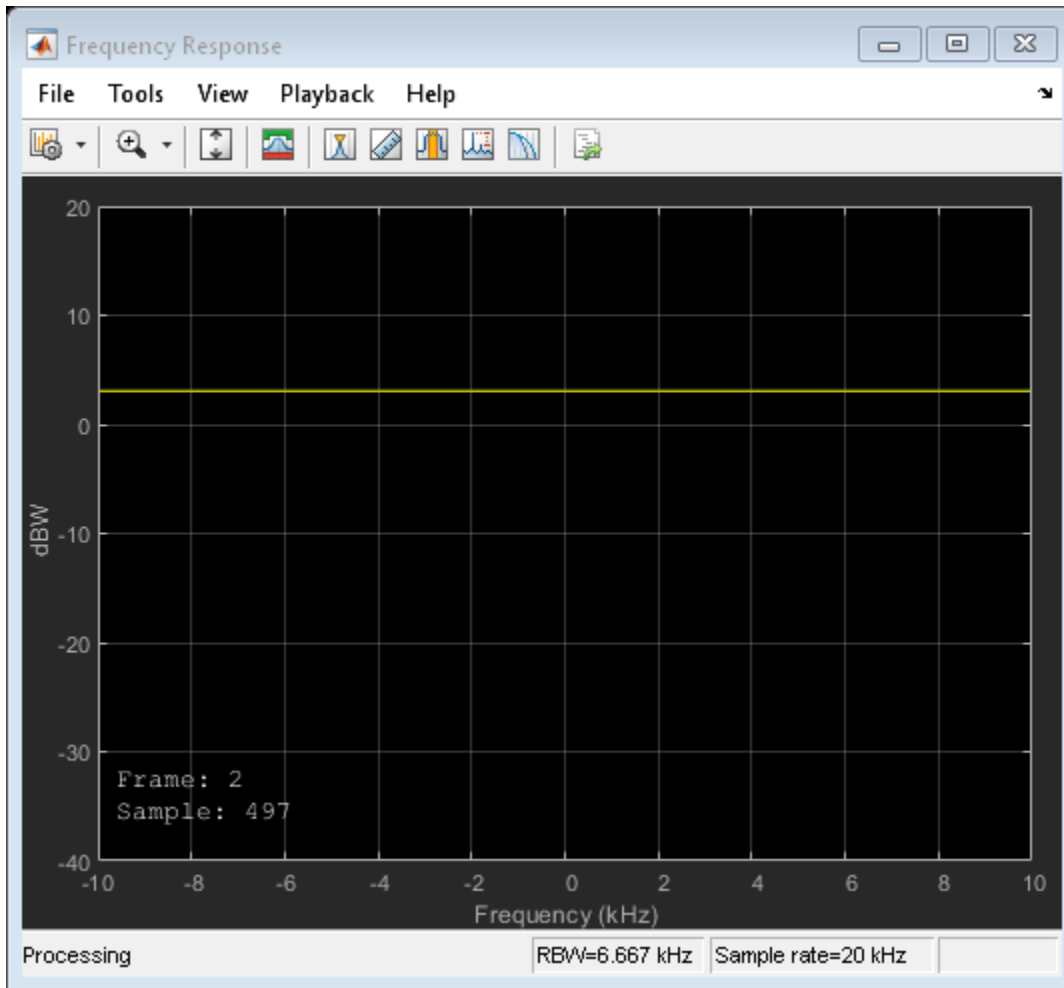 Frequency Response
File Tools View Playback Help
20
10
0
-10
-20
-30
-40
dBW
Frame: 2
Sample: 497
-10 -8 -6 -4 -2 0 2 4 6 8 10
Frequency (kHz)
Processing RBW=6.667 kHz Sample rate=20 kHz